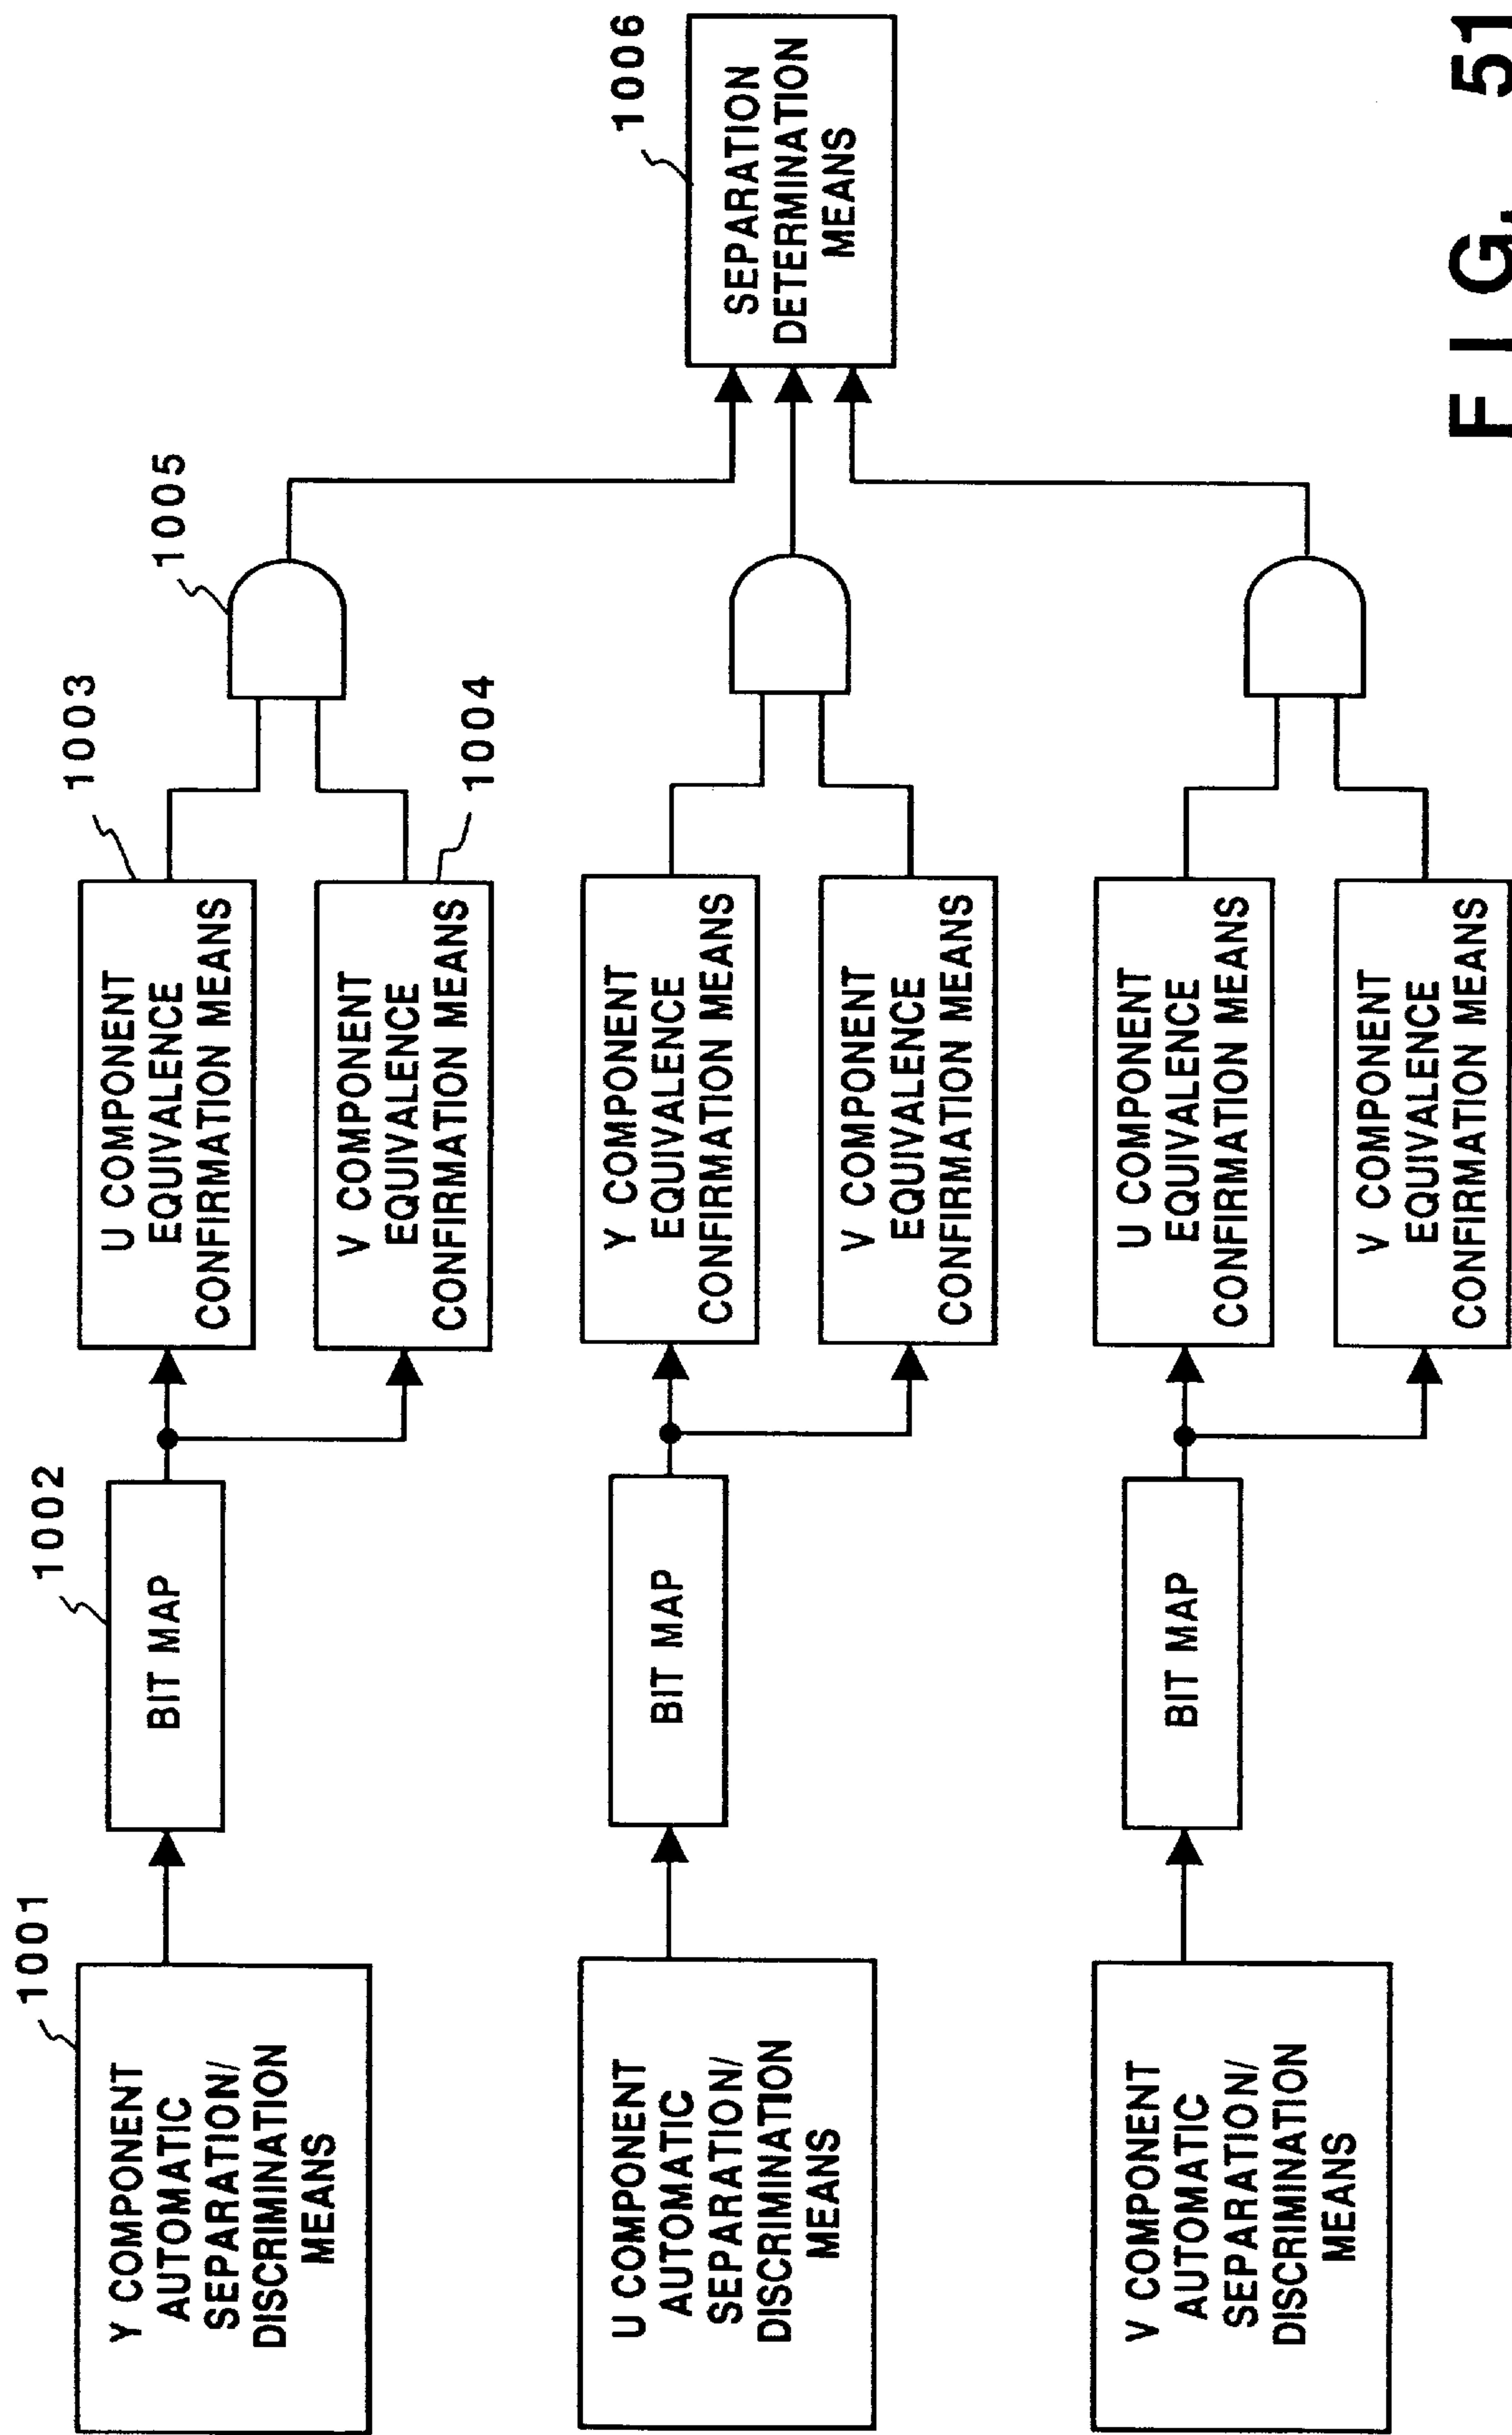 1001
Y COMPONENT
AUTOMATIC
SEPARATION/
DISCRIMINATION
MEANS
1002
BIT MAP
1003
U COMPONENT
EQUIVALENCE
CONFIRMATION MEANS
1004
V COMPONENT
EQUIVALENCE
CONFIRMATION MEANS
1005
1006
SEPARATION
DETERMINATION
MEANS
U COMPONENT
AUTOMATIC
SEPARATION/
DISCRIMINATION
MEANS
BIT MAP
Y COMPONENT
EQUIVALENCE
CONFIRMATION MEANS
V COMPONENT
EQUIVALENCE
CONFIRMATION MEANS
V COMPONENT
AUTOMATIC
SEPARATION/
DISCRIMINATION
MEANS
BIT MAP
U COMPONENT
EQUIVALENCE
CONFIRMATION MEANS
V COMPONENT
EQUIVALENCE
CONFIRMATION MEANS
FIG. 51